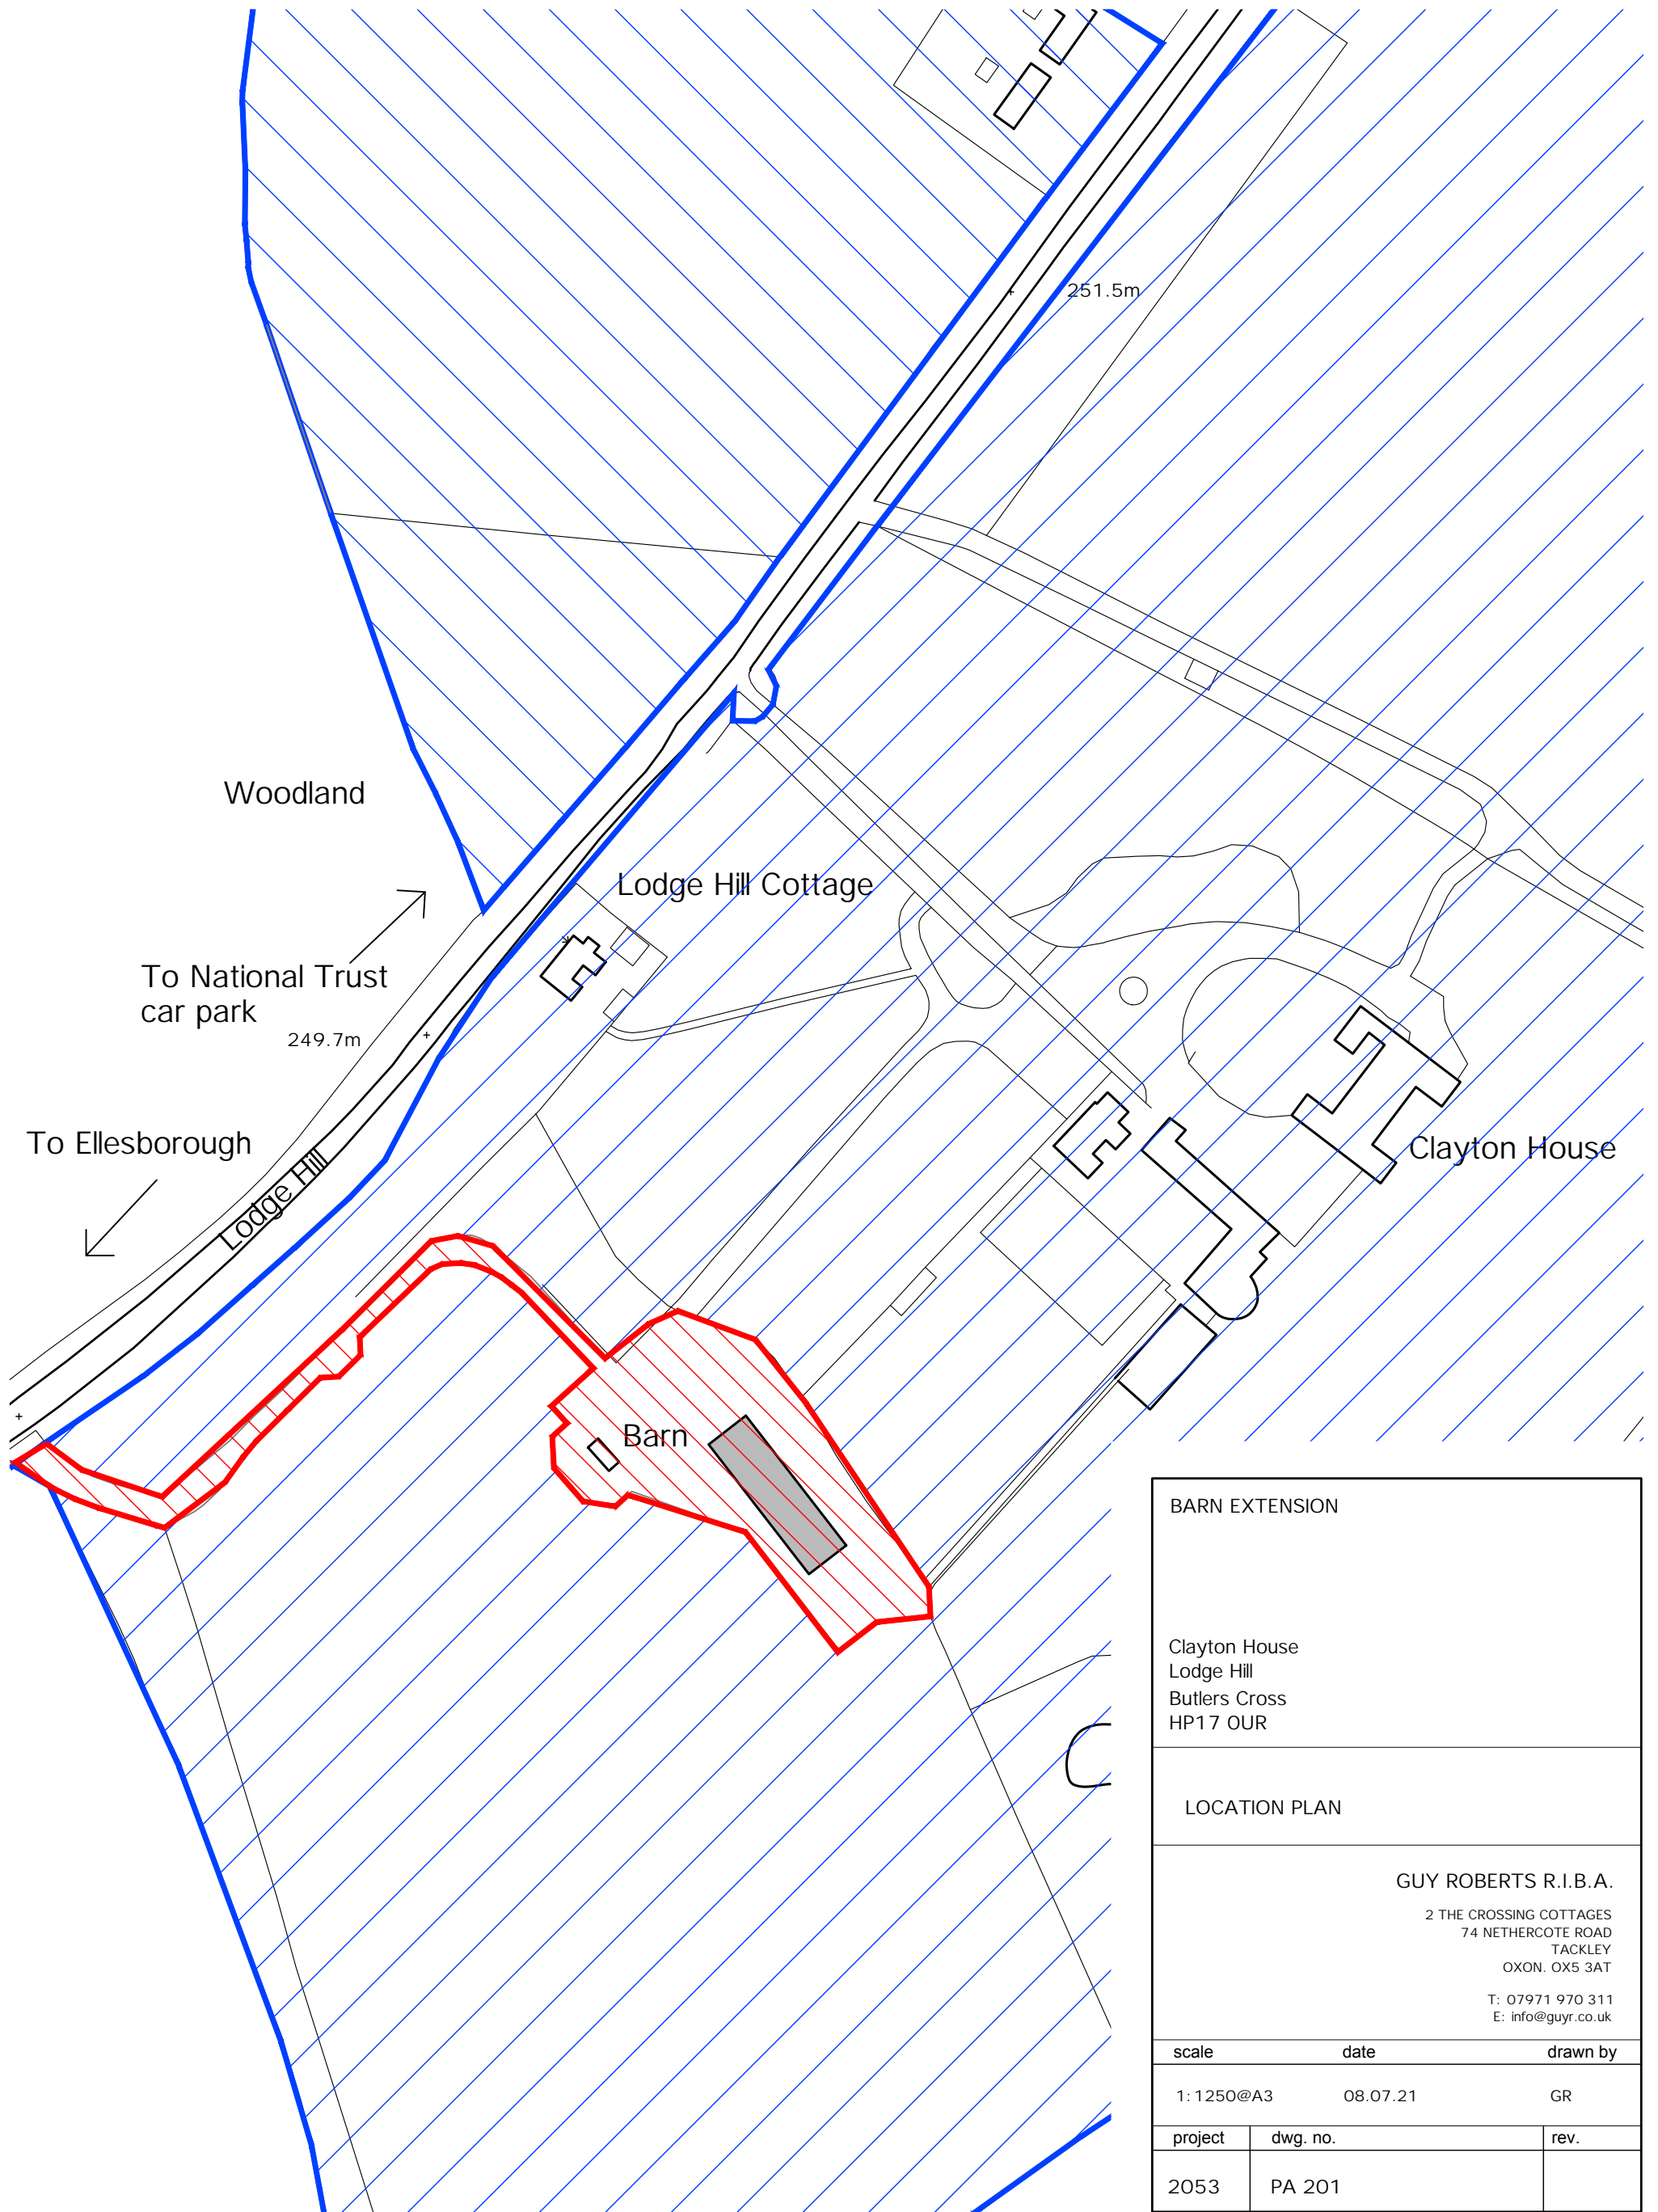 251.5m
Woodland
Lodge Hill Cottage
To National Trust
car park
249.7m
To Ellesborough
Clayton House
Lodge Hill
Barn
BARN EXTENSION
Clayton House
Lodge Hill
Butlers Cross
HP17 0UR
LOCATION PLAN
GUY ROBERTS R.I.B.A.
2 THE CROSSING COTTAGES
74 NETHERCOTE ROAD
TACKLEY
OXON. OX5 3AT
T: 07971 970 311
E: info@guyr.co.uk
scale date drawn by
1:1250@A3 08.07.21 GR
project dwg. no. rev.
2053 PA 201